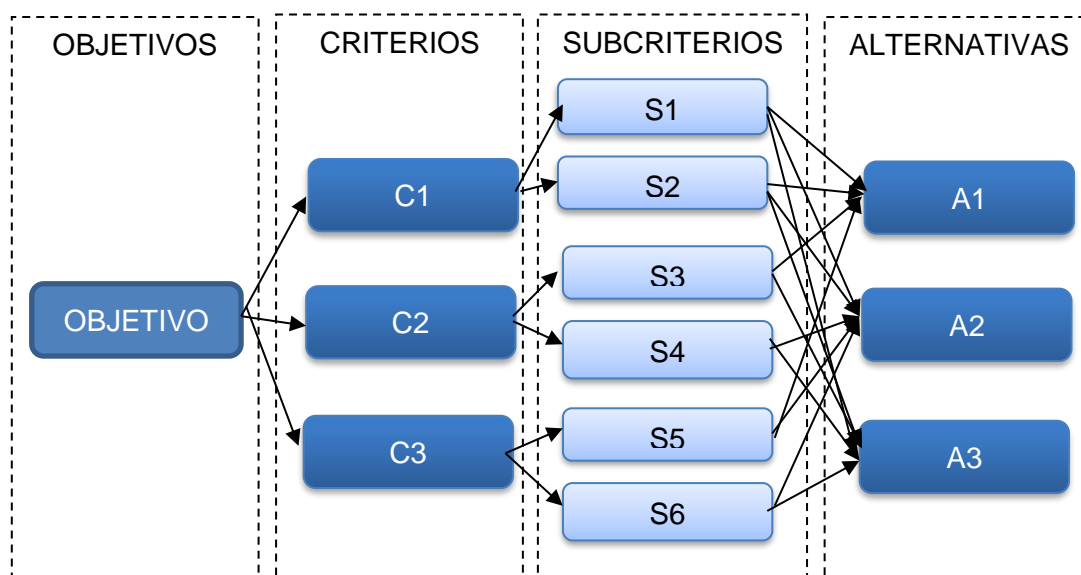 OBJETIVOS
CRITERIOS
SUBCRITERIOS
ALTERNATIVAS
OBJETIVO
C1
C2
C3
S1
S2
S3
S4
S5
S6
A1
A2
A3